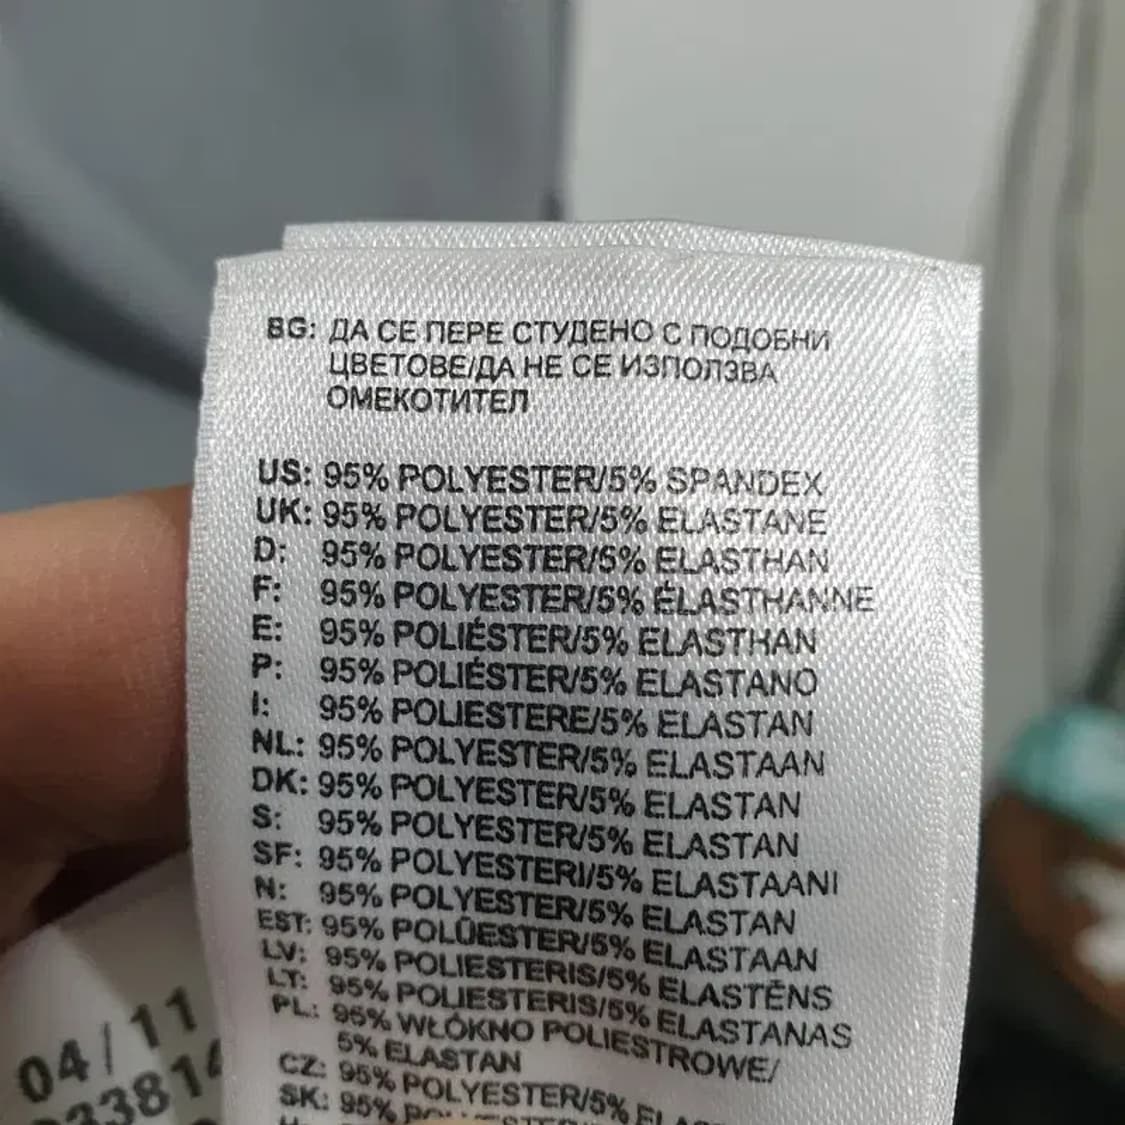 BG: ДА СЕ ПЕРЕ СТУДЕНО С ПОДОБНИ
ЦВЕТОВЕ/ДА НЕ СЕ ИЗПОЛЗВА
ОМЕКОТИТЕЛ
US: 95% POLYESTER/5% SPANDEX
UK: 95% POLYESTER/5% ELASTANE
D: 95% POLYESTER/5% ELASTHAN
F: 95% POLYESTER/5% ÉLASTHANNE
E: 95% POLIÉSTER/5% ELASTHAN
P: 95% POLIÉSTER/5% ELASTANO
I: 95% POLIESTERE/5% ELASTAN
NL: 95% POLYESTER/5% ELASTAAN
DK: 95% POLYESTER/5% ELASTAN
S: 95% POLYESTER/5% ELASTAN
SF: 95% POLYESTERI/5% ELASTAANI
N: 95% POLYESTER/5% ELASTAN
EST: 95% POLÜESTER/5% ELASTAAN
LV: 95% POLIESTERIS/5% ELASTĒNS
LT: 95% POLIESTERIS/5% ELASTANAS
PL: 95% WŁÓKNO POLIESTROWE/
5% ELASTAN
CZ: 95% POLYESTER/5%
SK: 95%
04/11